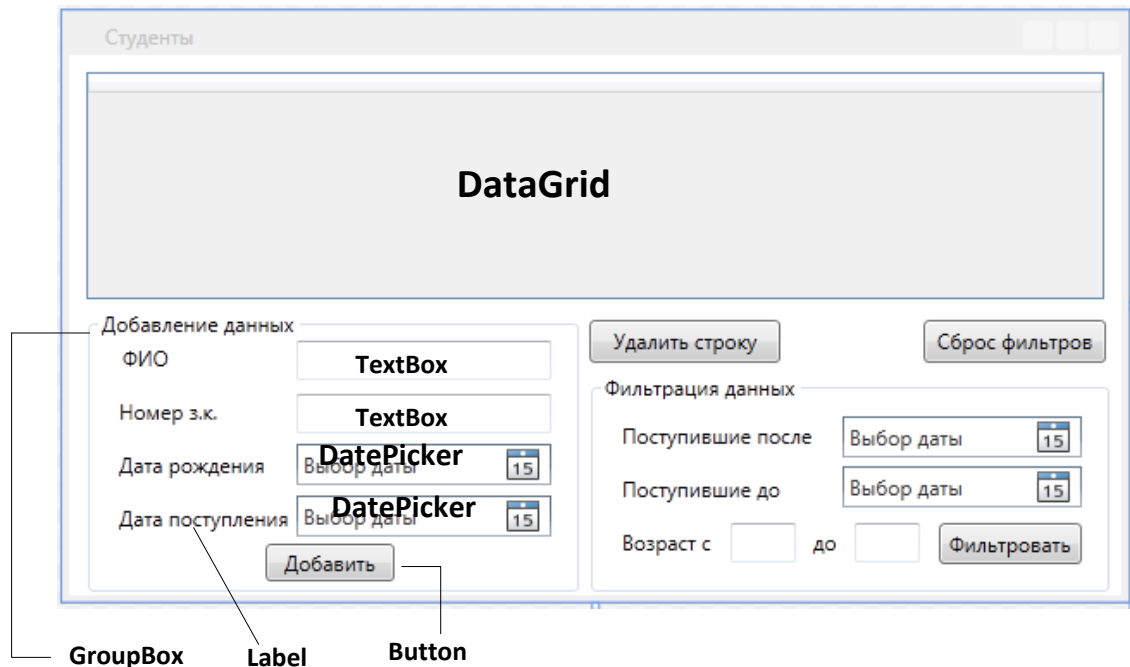 Студенты
DataGrid
Добавление данных
ФИО TextBox
Номер з.к. TextBox
Дата рождения Выбор даты DatePicker 15
Дата поступления Выбор даты DatePicker 15
Добавить
Удалить строку Сброс фильтров
Фильтрация данных
Поступившие после Выбор даты 15
Поступившие до Выбор даты 15
Возраст с до Фильтровать
GroupBox Label Button